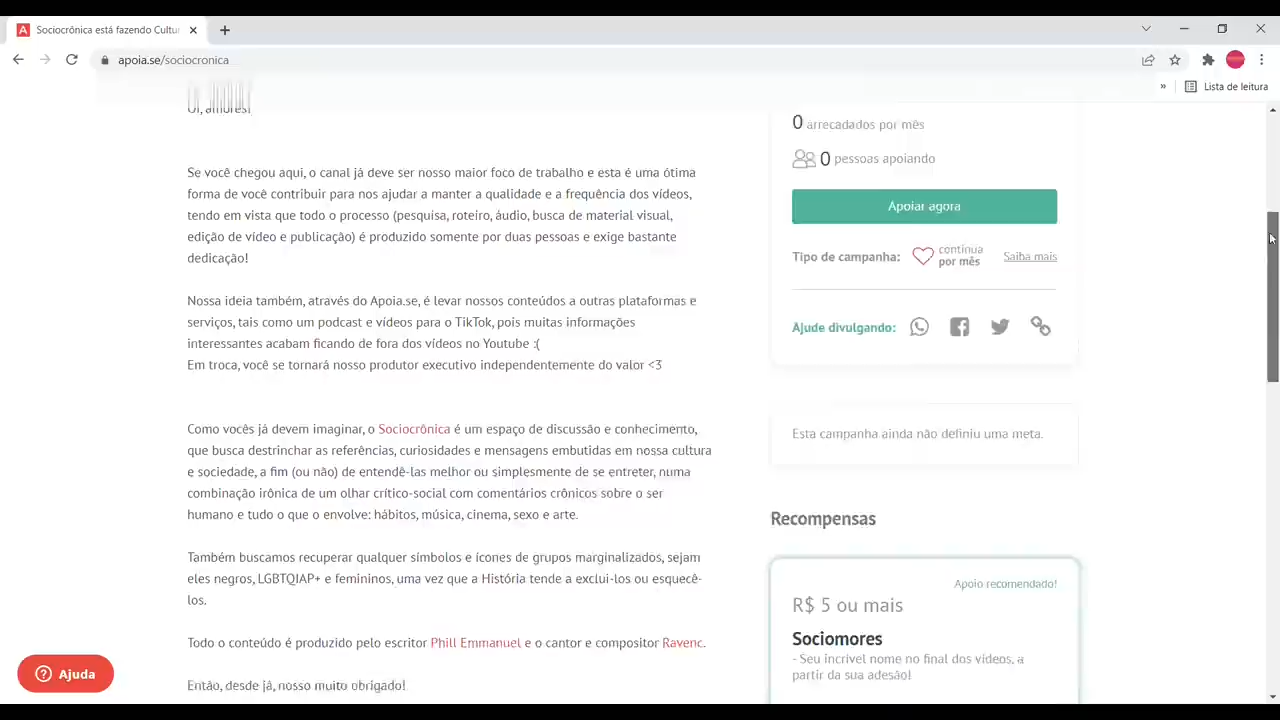 Sociocrônica está fazendo Cultur
apoia.se/sociocronica
» Lista de leitura
Oi, amores!
Se você chegou aqui, o canal já deve ser nosso maior foco de trabalho e esta é uma ótima
forma de você contribuir para nos ajudar a manter a qualidade e a frequência dos vídeos,
tendo em vista que todo o processo (pesquisa, roteiro, áudio, busca de material visual,
edição de vídeo e publicação) é produzido somente por duas pessoas e exige bastante
dedicação!
Nossa ideia também, através do Apoia.se, é levar nossos conteúdos a outras plataformas e
serviços, tais como um podcast e vídeos para o TikTok, pois muitas informações
interessantes acabam ficando de fora dos vídeos no Youtube :(
Em troca, você se tornará nosso produtor executivo independentemente do valor <3
Como vocês já devem imaginar, o Sociocrônica é um espaço de discussão e conhecimento,
que busca destrinchar as referências, curiosidades e mensagens embutidas em nossa cultura
e sociedade, a fim (ou não) de entendê-las melhor ou simplesmente de se entreter, numa
combinação irônica de um olhar crítico-social com comentários crônicos sobre o ser
humano e tudo o que o envolve: hábitos, música, cinema, sexo e arte.
Também buscamos recuperar qualquer símbolos e ícones de grupos marginalizados, sejam
eles negros, LGBTQIAP+ e femininos, uma vez que a História tende a excluí-los ou esquecê-
los.
Todo o conteúdo é produzido pelo escritor Phill Emmanuel e o cantor e compositor Ravenc.
Então, desde já, nosso muito obrigado!
Ajuda
0 arrecadados por mês
0 pessoas apoiando
Apoiar agora
Tipo de campanha: contínua
por mês Saiba mais
Ajude divulgando:
Esta campanha ainda não definiu uma meta.
Recompensas
Apoio recomendado!
R$ 5 ou mais
Sociomores
- Seu incrível nome no final dos vídeos, a
partir da sua adesão!